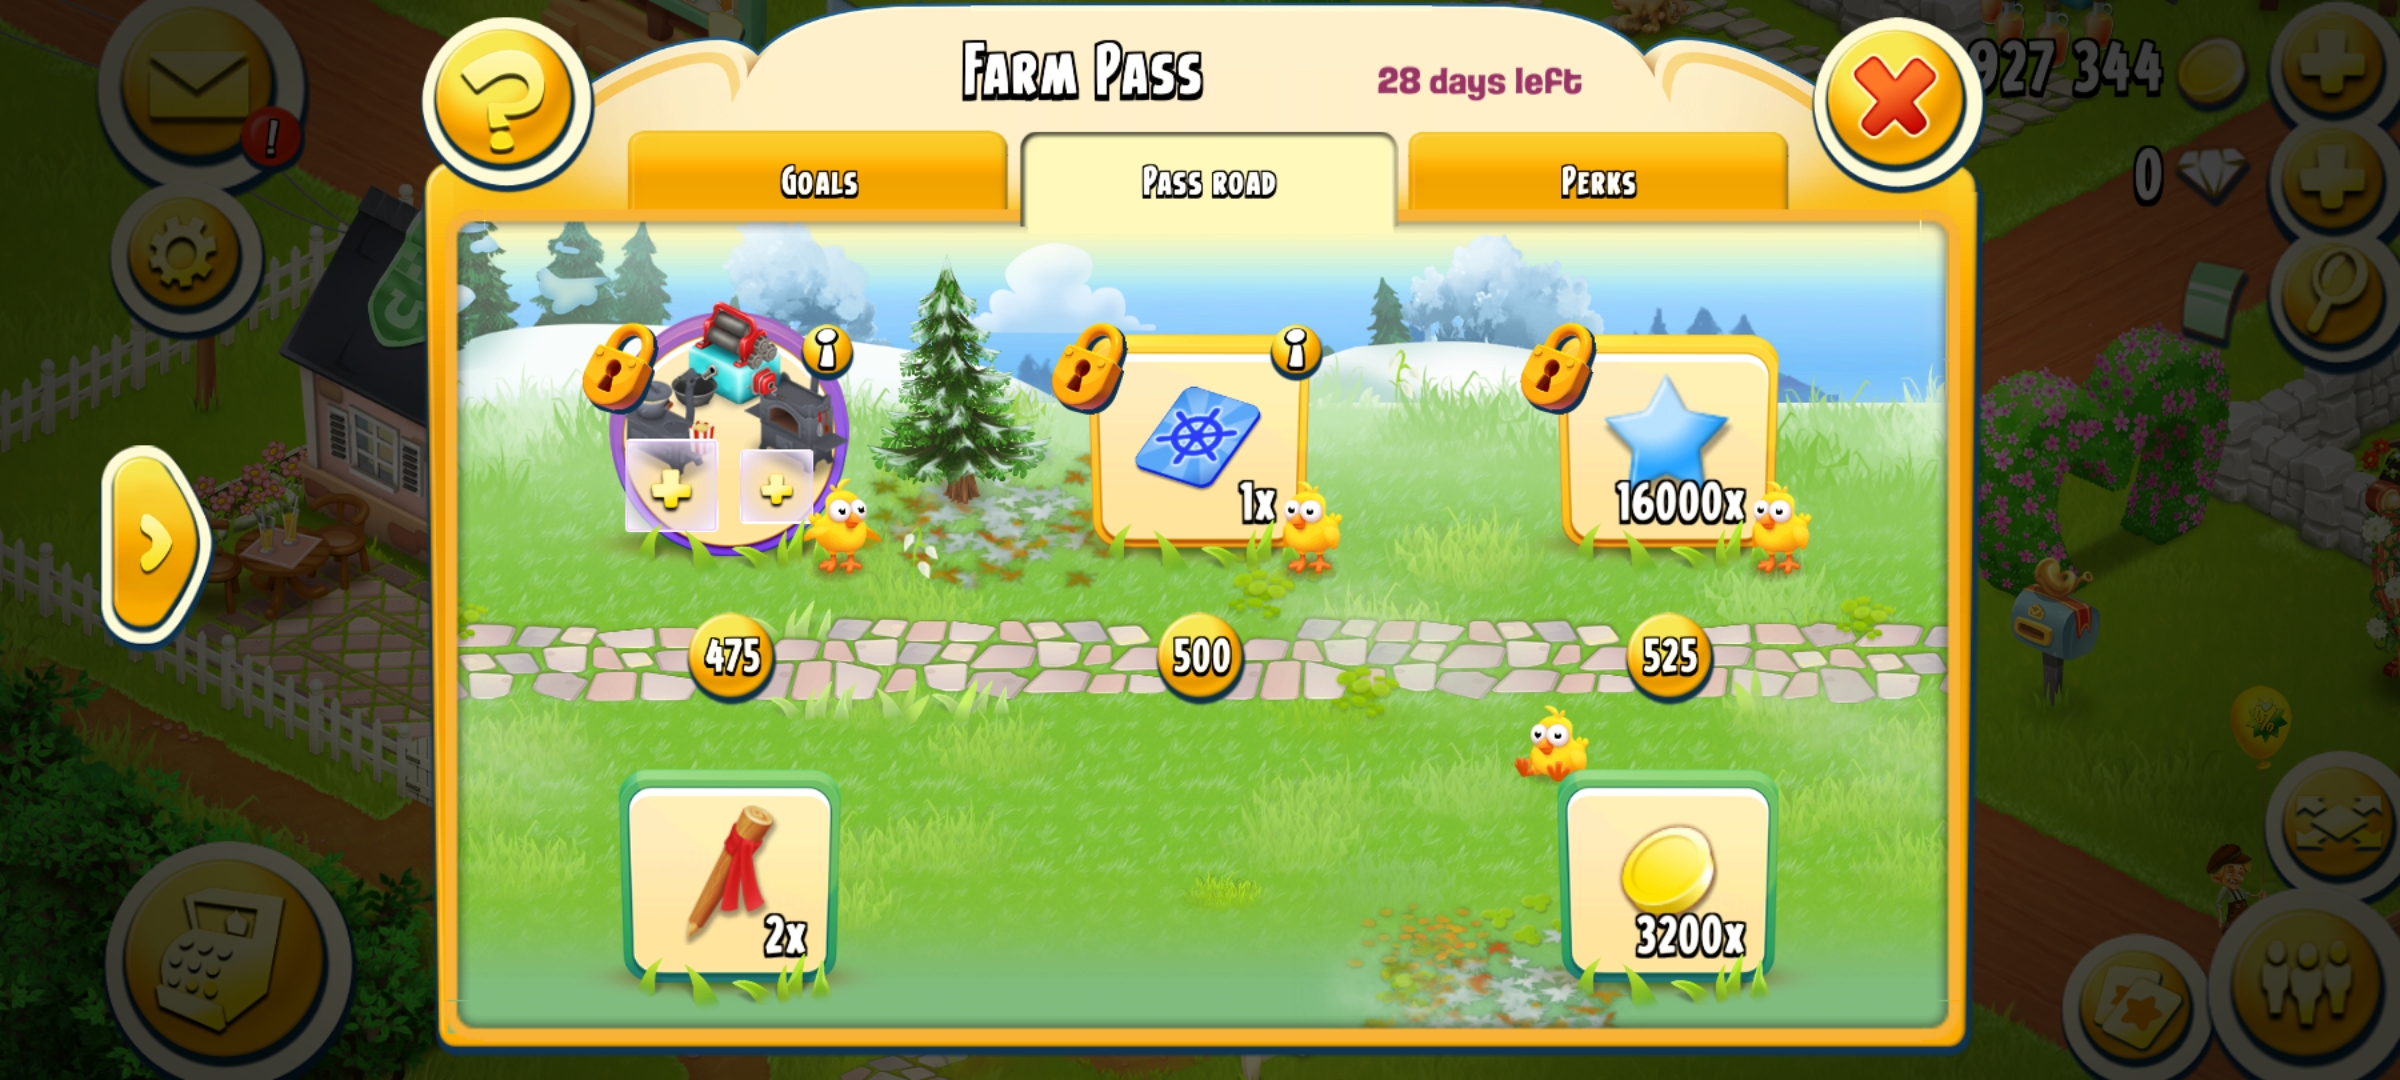 FARM PASS
28 days left
GOALS
PASS ROAD
PERKS
927 344
0
1x
16000x
475
500
525
2x
3200x